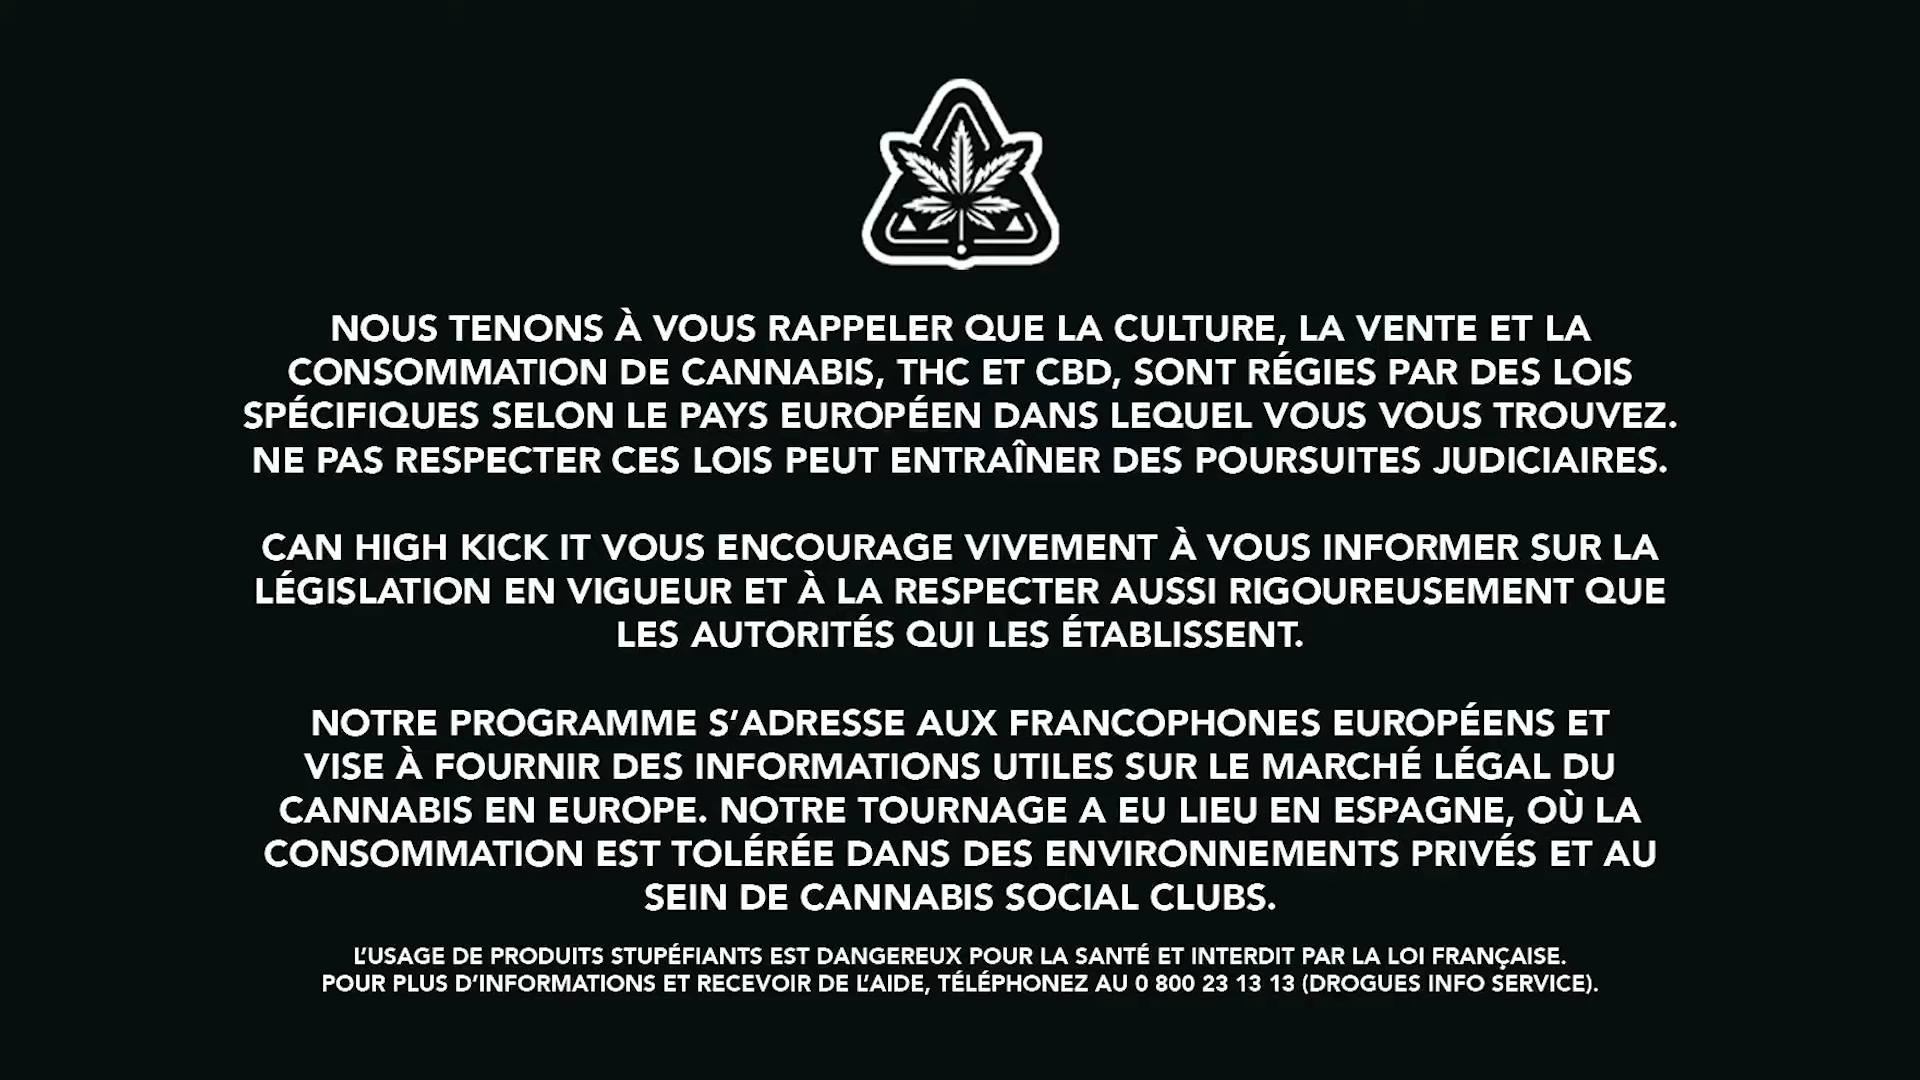 NOUS TENONS À VOUS RAPPELER QUE LA CULTURE, LA VENTE ET LA
CONSOMMATION DE CANNABIS, THC ET CBD, SONT RÉGIES PAR DES LOIS
SPÉCIFIQUES SELON LE PAYS EUROPÉEN DANS LEQUEL VOUS VOUS TROUVEZ.
NE PAS RESPECTER CES LOIS PEUT ENTRAÎNER DES POURSUITES JUDICIAIRES.
CAN HIGH KICK IT VOUS ENCOURAGE VIVEMENT À VOUS INFORMER SUR LA
LÉGISLATION EN VIGUEUR ET À LA RESPECTER AUSSI RIGOUREUSEMENT QUE
LES AUTORITÉS QUI LES ÉTABLISSENT.
NOTRE PROGRAMME S'ADRESSE AUX FRANCOPHONES EUROPÉENS ET
VISE À FOURNIR DES INFORMATIONS UTILES SUR LE MARCHÉ LÉGAL DU
CANNABIS EN EUROPE. NOTRE TOURNAGE A EU LIEU EN ESPAGNE, OÙ LA
CONSOMMATION EST TOLÉRÉE DANS DES ENVIRONNEMENTS PRIVÉS ET AU
SEIN DE CANNABIS SOCIAL CLUBS.
L'USAGE DE PRODUITS STUPÉFIANTS EST DANGEREUX POUR LA SANTÉ ET INTERDIT PAR LA LOI FRANÇAISE.
POUR PLUS D'INFORMATIONS ET RECEVOIR DE L'AIDE, TÉLÉPHONEZ AU 0 800 23 13 13 (DROGUES INFO SERVICE).